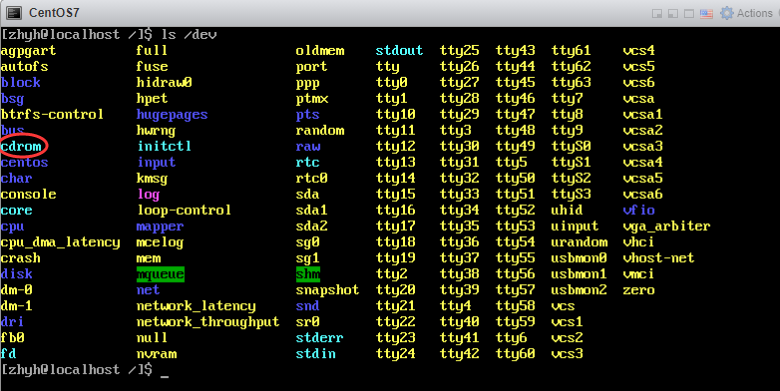 CentOS7 Actions
[zhyh@localhost /]$ ls /dev
agpgart full oldmem stdout tty25 tty43 tty61 vcs4
autofs fuse port tty tty26 tty44 tty62 vcs5
block hidraw0 ppp tty0 tty27 tty45 tty63 vcs6
bsg hpet ptmx tty1 tty28 tty46 tty7 vcsa
btrfs-control hugepages pts tty10 tty29 tty47 tty8 vcsa1
bus hwrng random tty11 tty3 tty48 tty9 vcsa2
cdrom initctl raw tty12 tty30 tty49 ttyS0 vcsa3
centos input rtc tty13 tty31 tty5 ttyS1 vcsa4
char kmsg rtc0 tty14 tty32 tty50 ttyS2 vcsa5
console log sda tty15 tty33 tty51 ttyS3 vcsa6
core loop-control sda1 tty16 tty34 tty52 uhid vfio
cpu mapper sda2 tty17 tty35 tty53 uinput vga_arbiter
cpu_dma_latency mcelog sg0 tty18 tty36 tty54 urandom vhci
crash mem sg1 tty19 tty37 tty55 usbmon0 vhost-net
disk mqueue shm tty2 tty38 tty56 usbmon1 vmci
dm-0 net snapshot tty20 tty39 tty57 usbmon2 zero
dm-1 network_latency snd tty21 tty4 tty58 vcs
dri network_throughput sr0 tty22 tty40 tty59 vcs1
fb0 null stderr tty23 tty41 tty6 vcs2
fd nvram stdin tty24 tty42 tty60 vcs3
[zhyh@localhost /]$ _